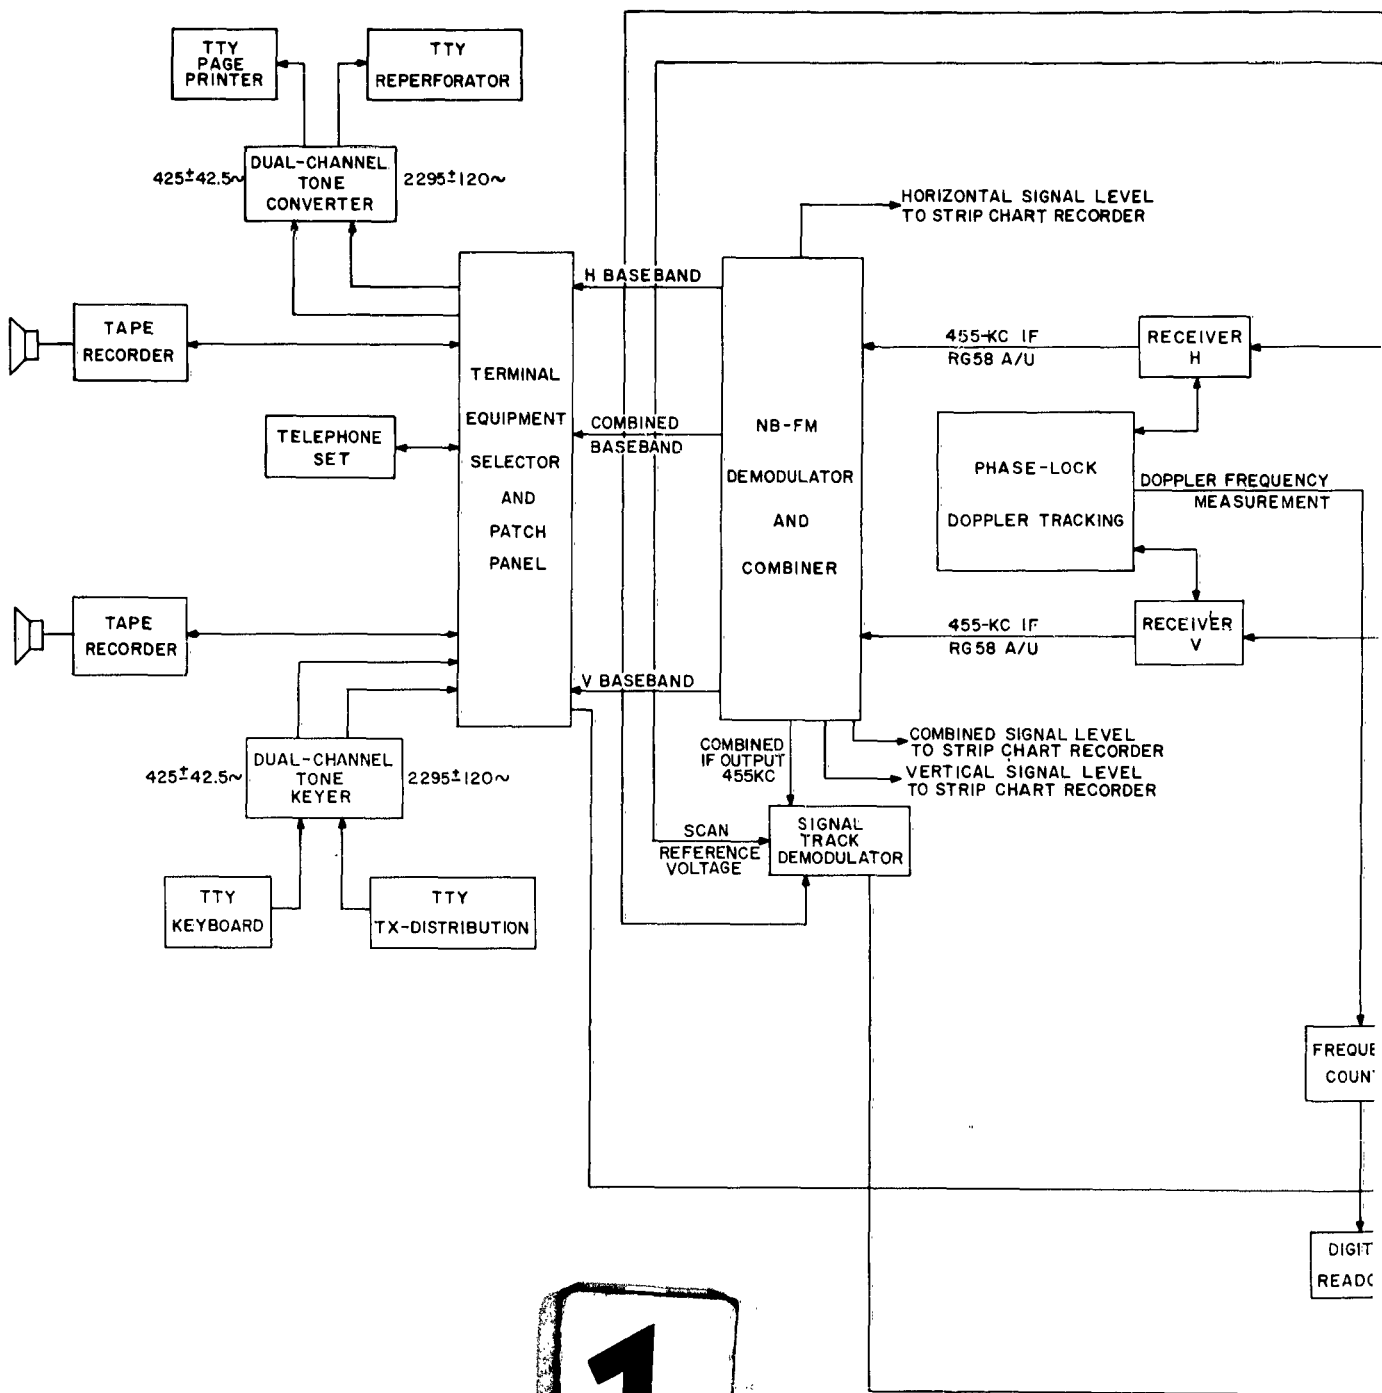 TTY
PAGE
PRINTER
TTY
REPERFORATOR
DUAL-CHANNEL
TONE
CONVERTER
425±42.5~
2295±120~
HORIZONTAL SIGNAL LEVEL
TO STRIP CHART RECORDER
H BASEBAND
TAPE
RECORDER
455-KC IF
RG58 A/U
RECEIVER
H
TERMINAL
EQUIPMENT
SELECTOR
AND
PATCH
PANEL
TELEPHONE
SET
COMBINED
BASEBAND
NB-FM
DEMODULATOR
AND
COMBINER
PHASE-LOCK
DOPPLER TRACKING
DOPPLER FREQUENCY
MEASUREMENT
TAPE
RECORDER
455-KC IF
RG58 A/U
RECEIVER
V
V BASEBAND
DUAL-CHANNEL
TONE
KEYER
425±42.5~
2295±120~
COMBINED
IF OUTPUT
455KC
COMBINED SIGNAL LEVEL
TO STRIP CHART RECORDER
VERTICAL SIGNAL LEVEL
TO STRIP CHART RECORDER
SCAN
REFERENCE
VOLTAGE
SIGNAL
TRACK
DEMODULATOR
TTY
KEYBOARD
TTY
TX-DISTRIBUTION
FREQUE
COUN
DIGIT
READ
1